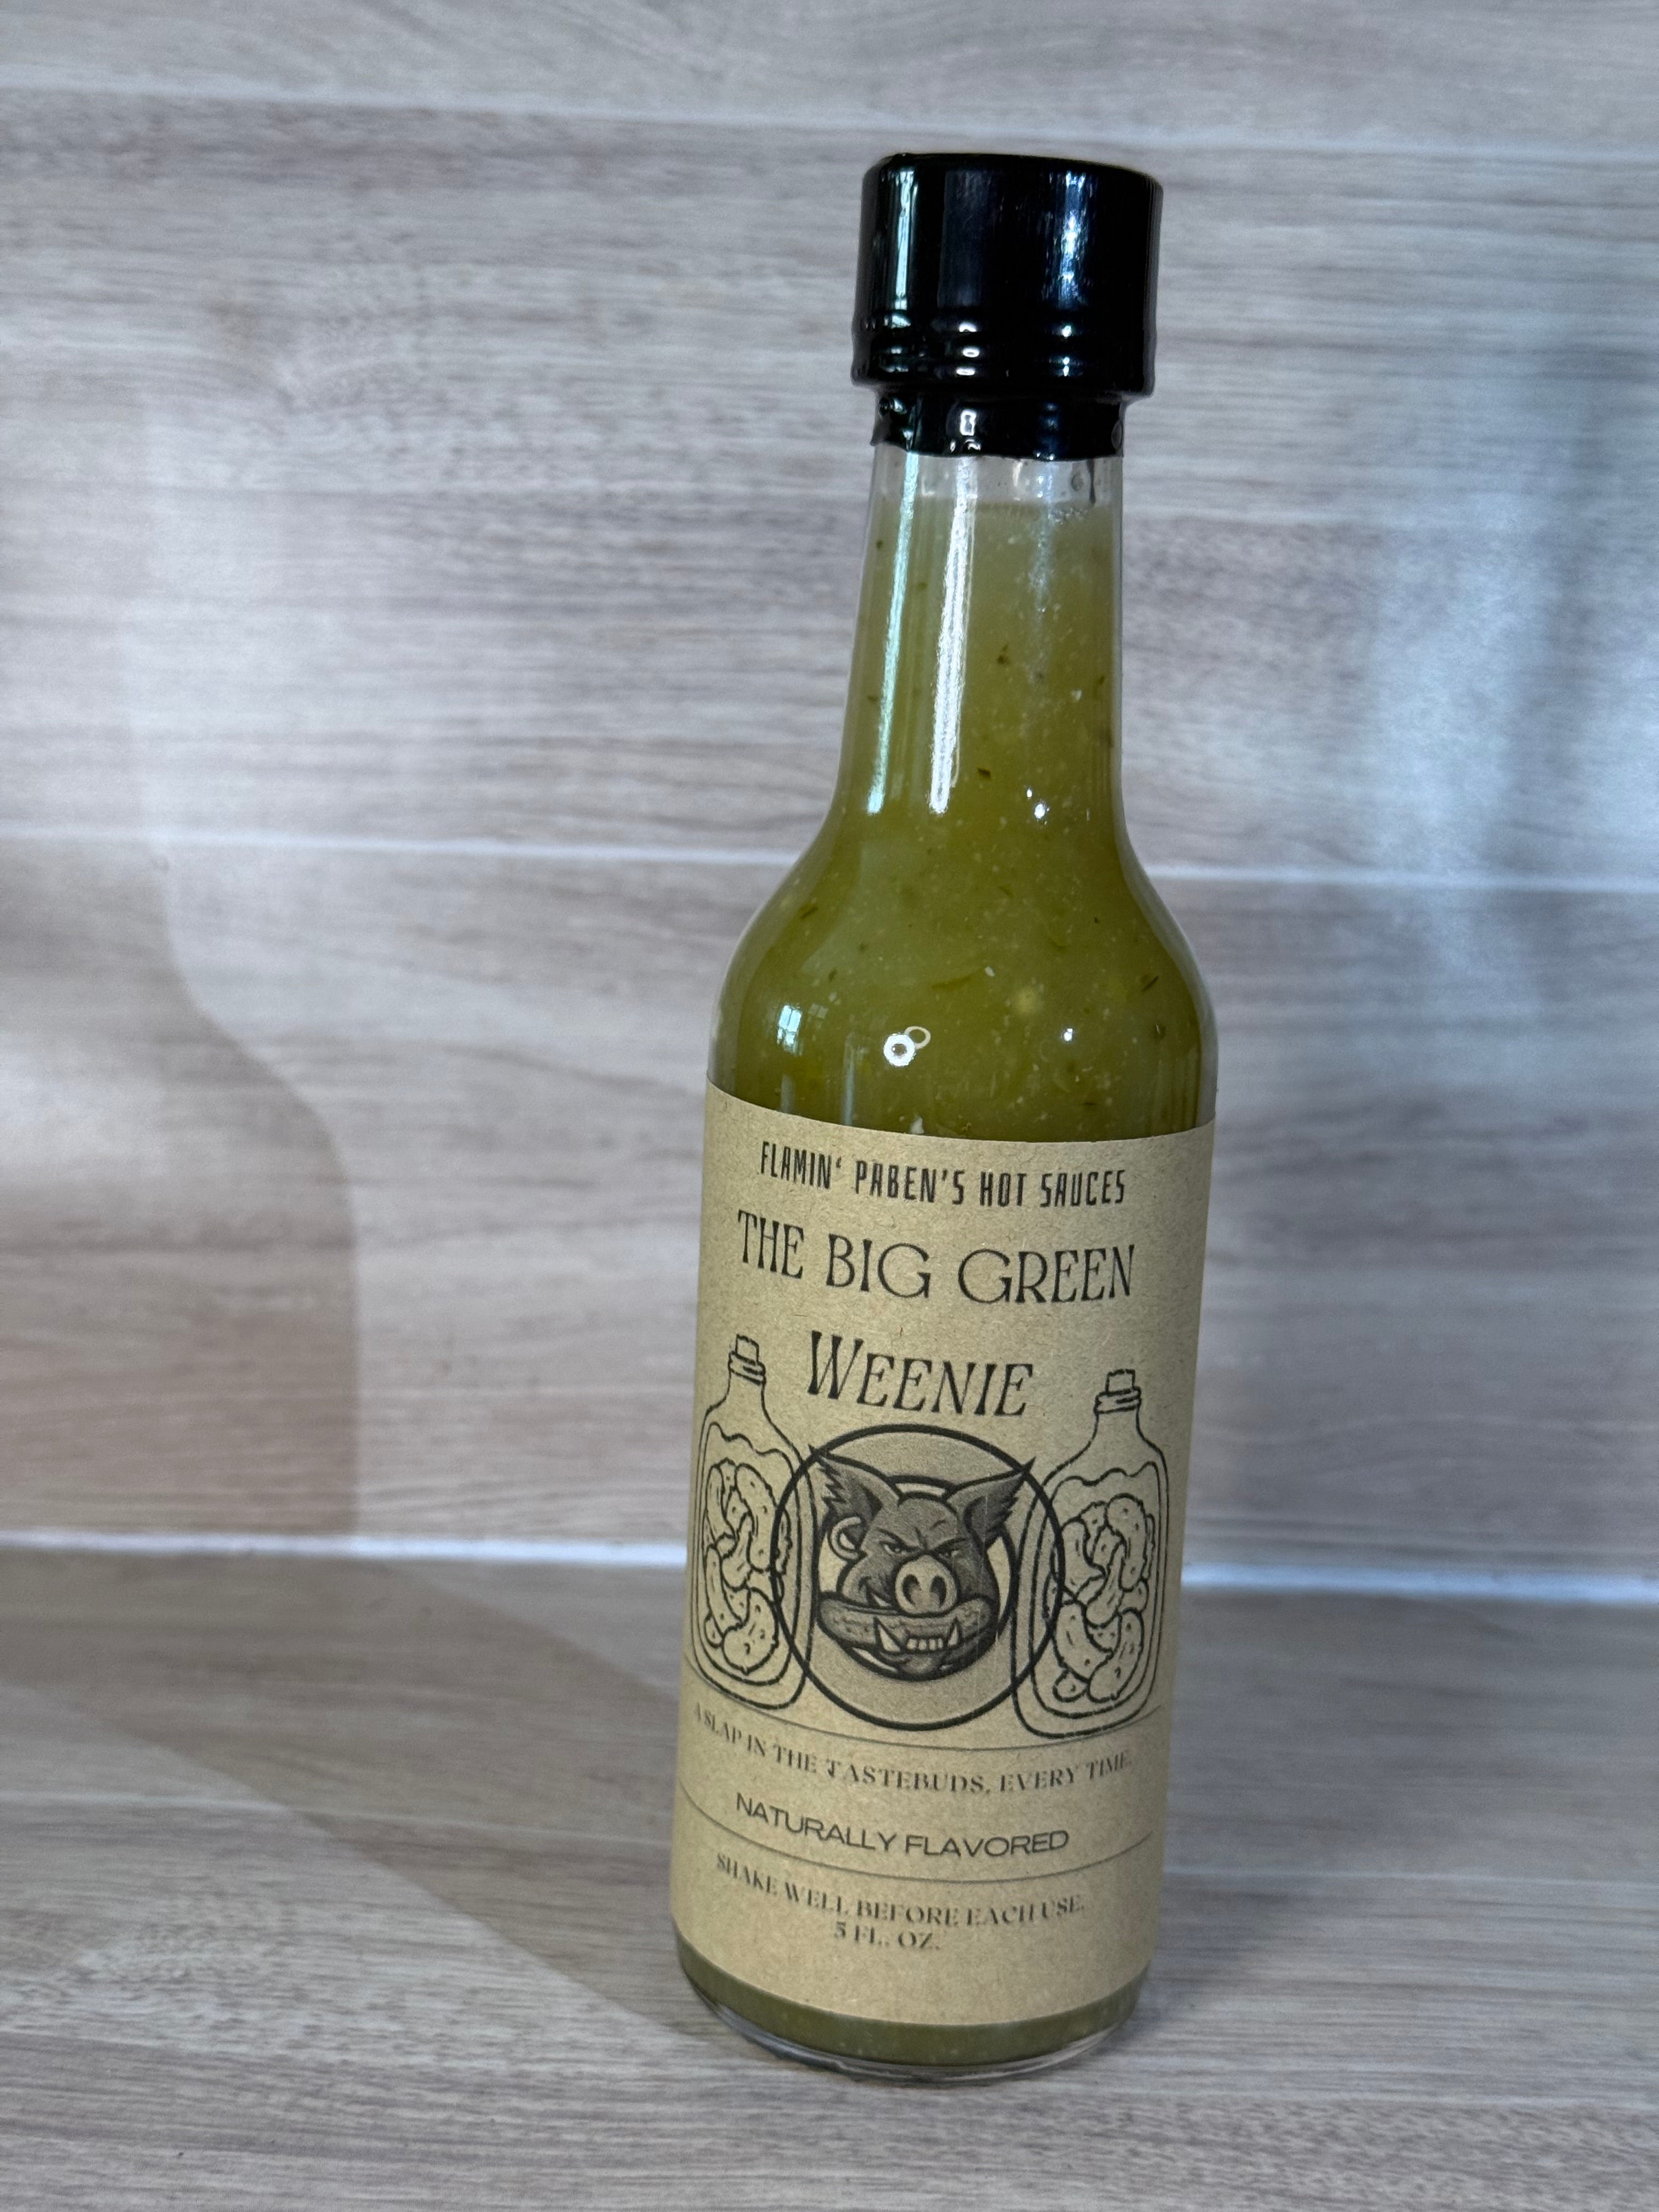 FLAMIN‘ PABEN'S HOT SAUCES
THE BIG GREEN
WEENIE
A SLAP IN THE TASTEBUDS, EVERY TIME.
NATURALLY FLAVORED
SHAKE WELL BEFORE EACH USE.
5 FL. OZ.